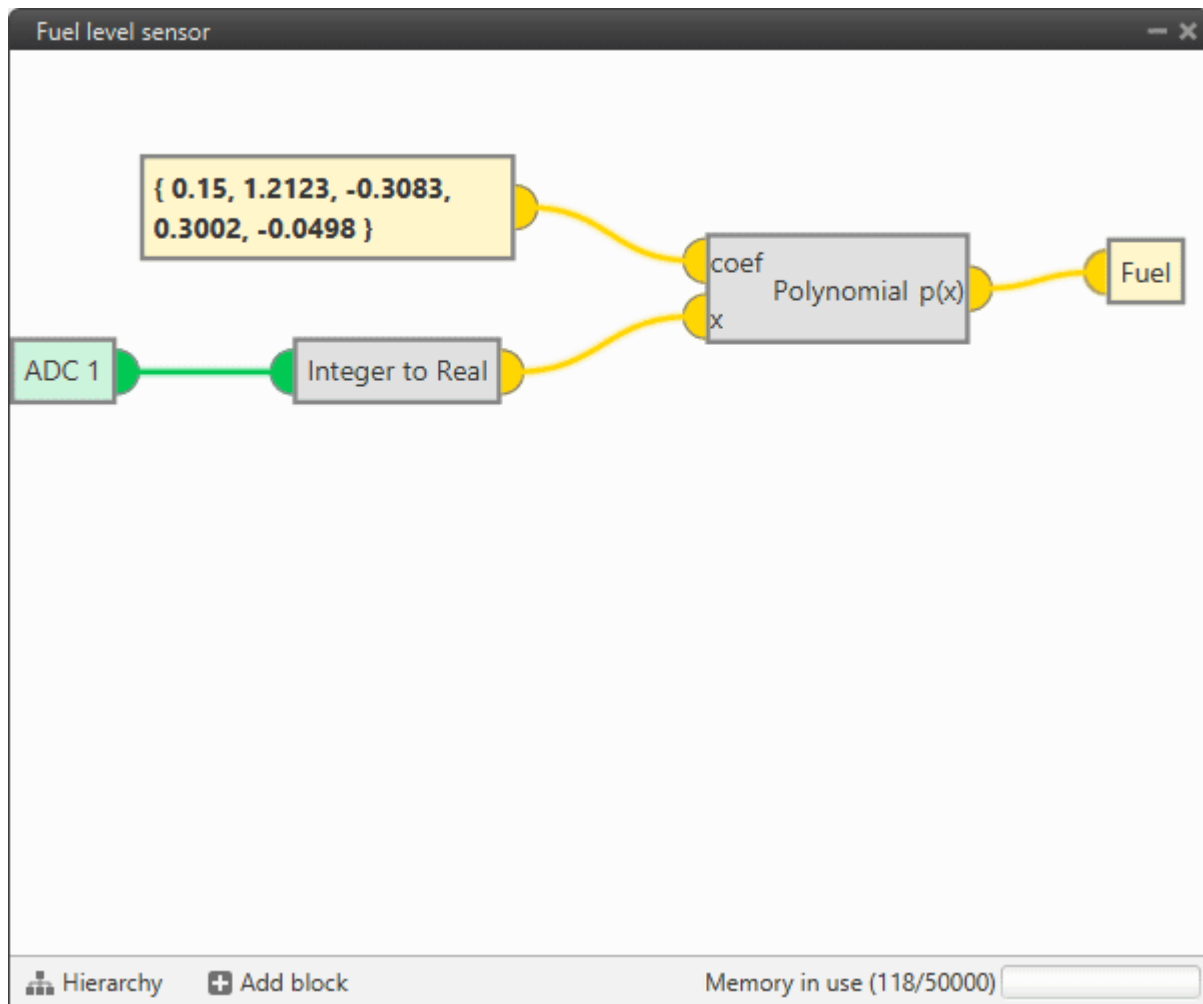 Fuel level sensor
{ 0.15, 1.2123, -0.3083,
0.3002, -0.0498 }
coef
Polynomial p(x)
x
Fuel
ADC 1
Integer to Real
Hierarchy
Add block
Memory in use (118/50000)